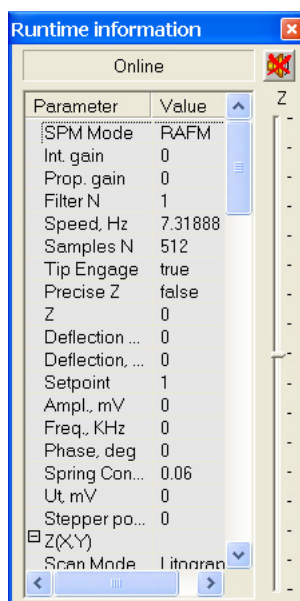 Runtime information
Online
Z
Parameter Value
SPM Mode RAFM
Int. gain 0
Prop. gain 0
Filter N 1
Speed, Hz 7.31888
Samples N 512
Tip Engage true
Precise Z false
Z 0
Deflection ... 0
Deflection, ... 0
Setpoint 1
Ampl., mV 0
Freq., KHz 0
Phase, deg 0
Spring Con... 0.06
Ut, mV 0
Stepper po... 0
Z(X,Y)
Scan Mode Litograp